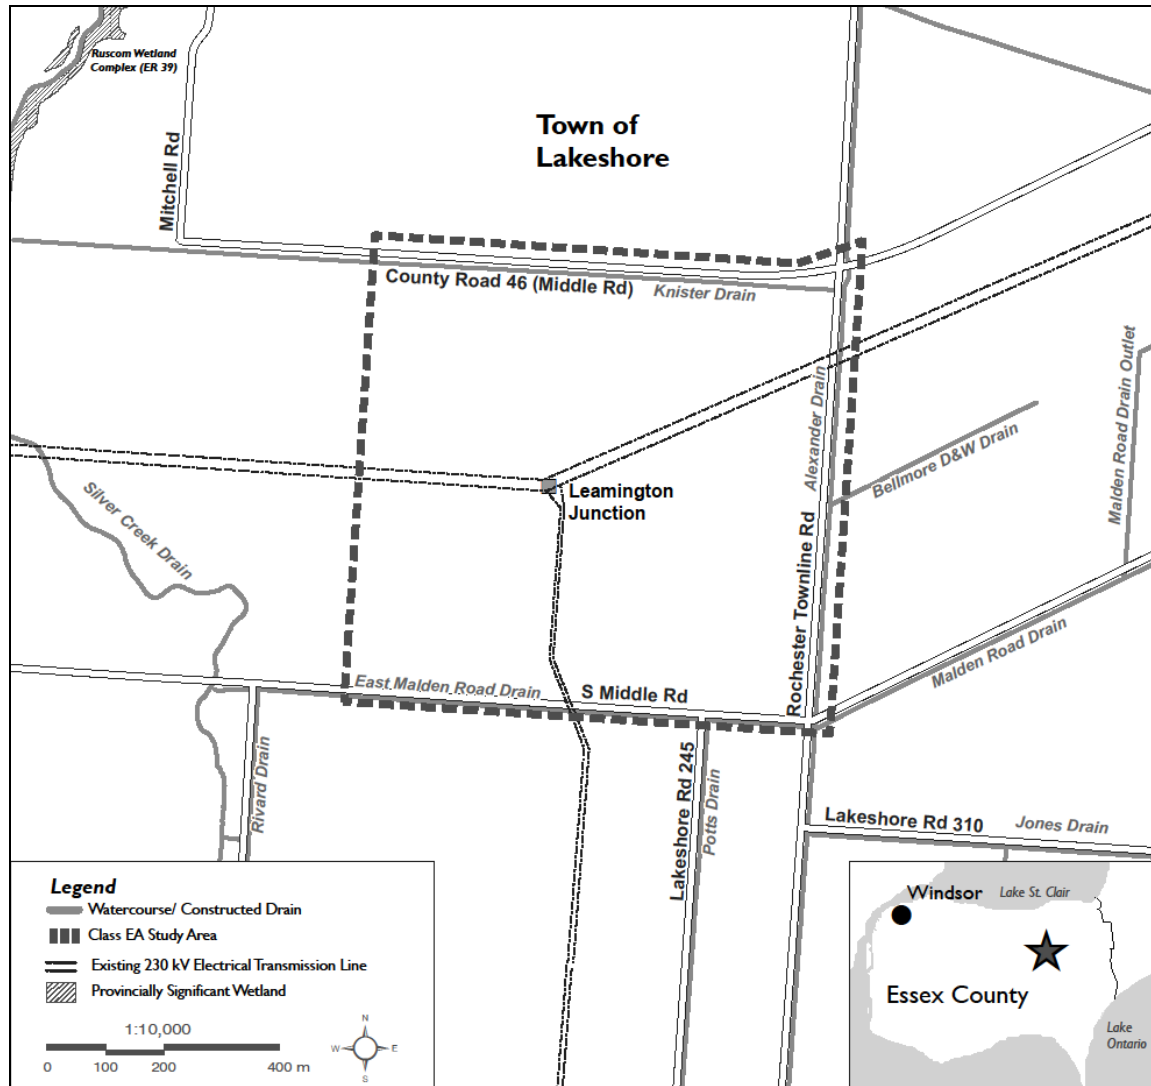 Ruscom Wetland
Complex (ER 39)
Town of
Lakeshore
Mitchell Rd
County Road 46 (Middle Rd)
Knister Drain
Malden Road Drain Outlet
Alexander Drain
Bellmore D&W Drain
Leamington
Junction
Silver Creek Drain
Rochester Townline Rd
Malden Road Drain
East Malden Road Drain
S Middle Rd
Rivard Drain
Lakeshore Rd 245
Potts Drain
Lakeshore Rd 310
Jones Drain
Legend
Watercourse/ Constructed Drain
Class EA Study Area
Existing 230 kV Electrical Transmission Line
Provincially Significant Wetland
1:10,000
0 100 200 400 m
N
W E
S
Windsor
Lake St. Clair
Essex County
Lake
Ontario